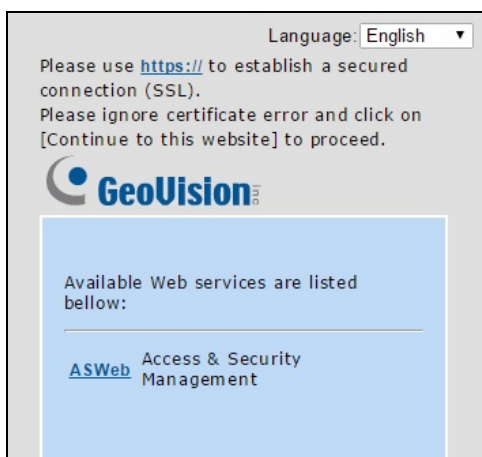 Language: English
Please use https:// to establish a secured
connection (SSL).
Please ignore certificate error and click on
[Continue to this website] to proceed.
GeoVision Inc
Available Web services are listed
bellow:
ASWeb Access & Security
Management